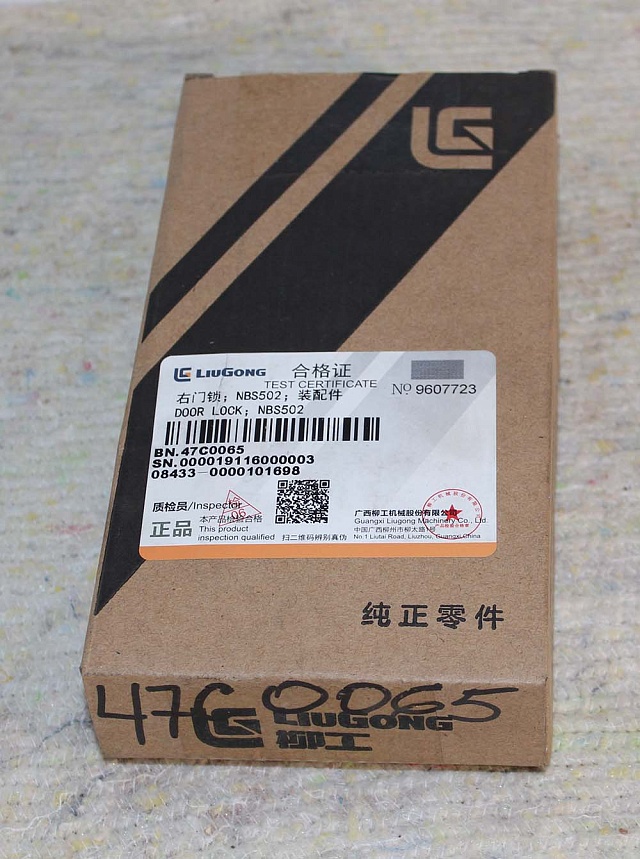 LG
LIUGONG 合格证
TEST CERTIFICATE
No 9607723
右门锁; NBS502; 装配件
DOOR LOCK; NBS502
BN.47C0065
SN.000019116000003
08433-0000101698
质检员/Inspector
正品
本产品检验合格
This product
inspection qualified
扫二维码辨别真伪
广西柳工机械股份有限公司
Guangxi Liugong Machinery Co., Ltd.
中国广西柳州市柳太路1号
No.1 Liutai Road, Liuzhou, Guangxi, China
纯正零件
47C0065
LIUGONG
柳工